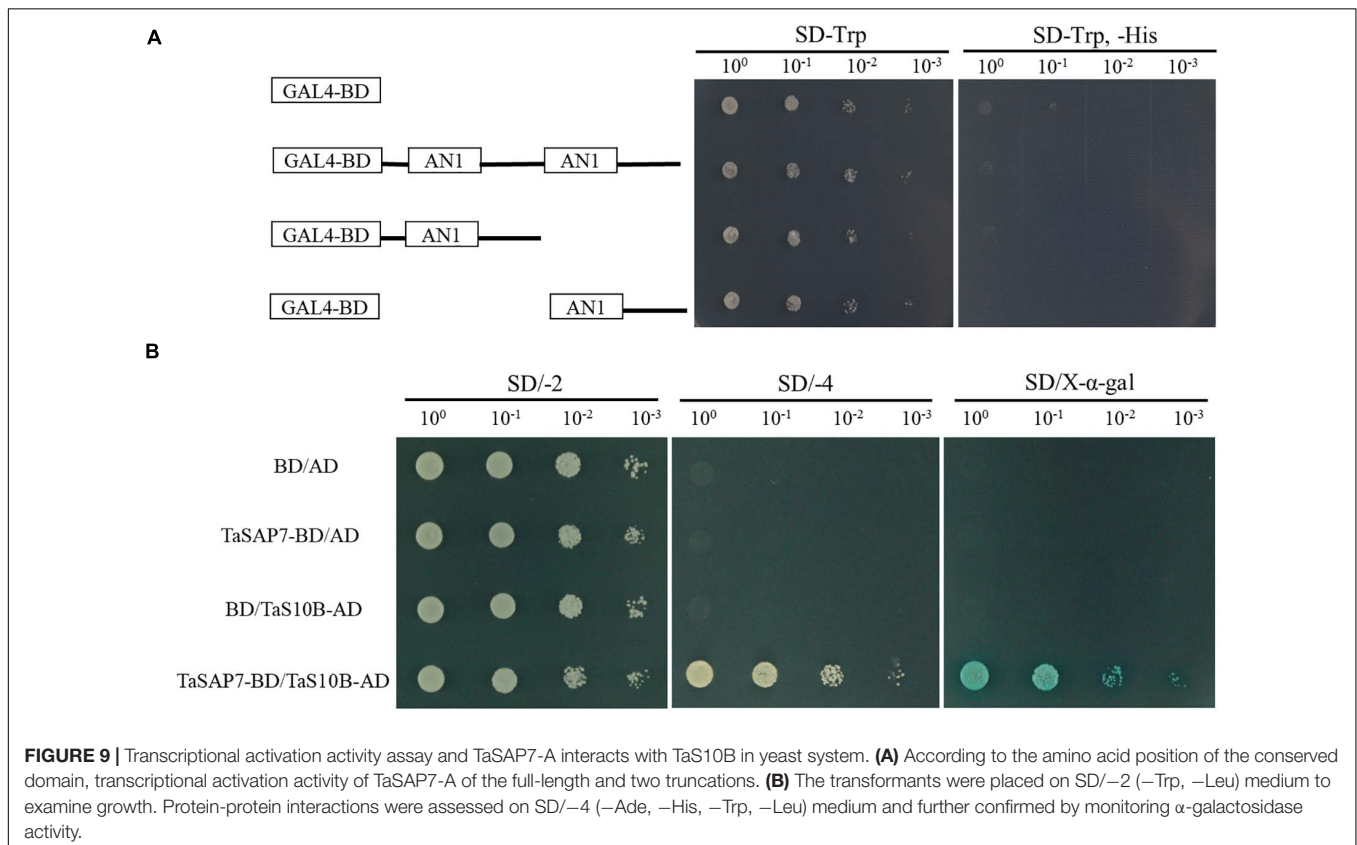 A
SD-Trp SD-Trp, -His
10⁰ 10⁻¹ 10⁻² 10⁻³ 10⁰ 10⁻¹ 10⁻² 10⁻³
GAL4-BD
GAL4-BD AN1 AN1
GAL4-BD AN1
GAL4-BD AN1
B
SD/-2 SD/-4 SD/X-α-gal
10⁰ 10⁻¹ 10⁻² 10⁻³ 10⁰ 10⁻¹ 10⁻² 10⁻³ 10⁰ 10⁻¹ 10⁻² 10⁻³
BD/AD
TaSAP7-BD/AD
BD/TaS10B-AD
TaSAP7-BD/TaS10B-AD
FIGURE 9 | Transcriptional activation activity assay and TaSAP7-A interacts with TaS10B in yeast system. (A) According to the amino acid position of the conserved
domain, transcriptional activation activity of TaSAP7-A of the full-length and two truncations. (B) The transformants were placed on SD/−2 (−Trp, −Leu) medium to
examine growth. Protein-protein interactions were assessed on SD/−4 (−Ade, −His, −Trp, −Leu) medium and further confirmed by monitoring α-galactosidase
activity.